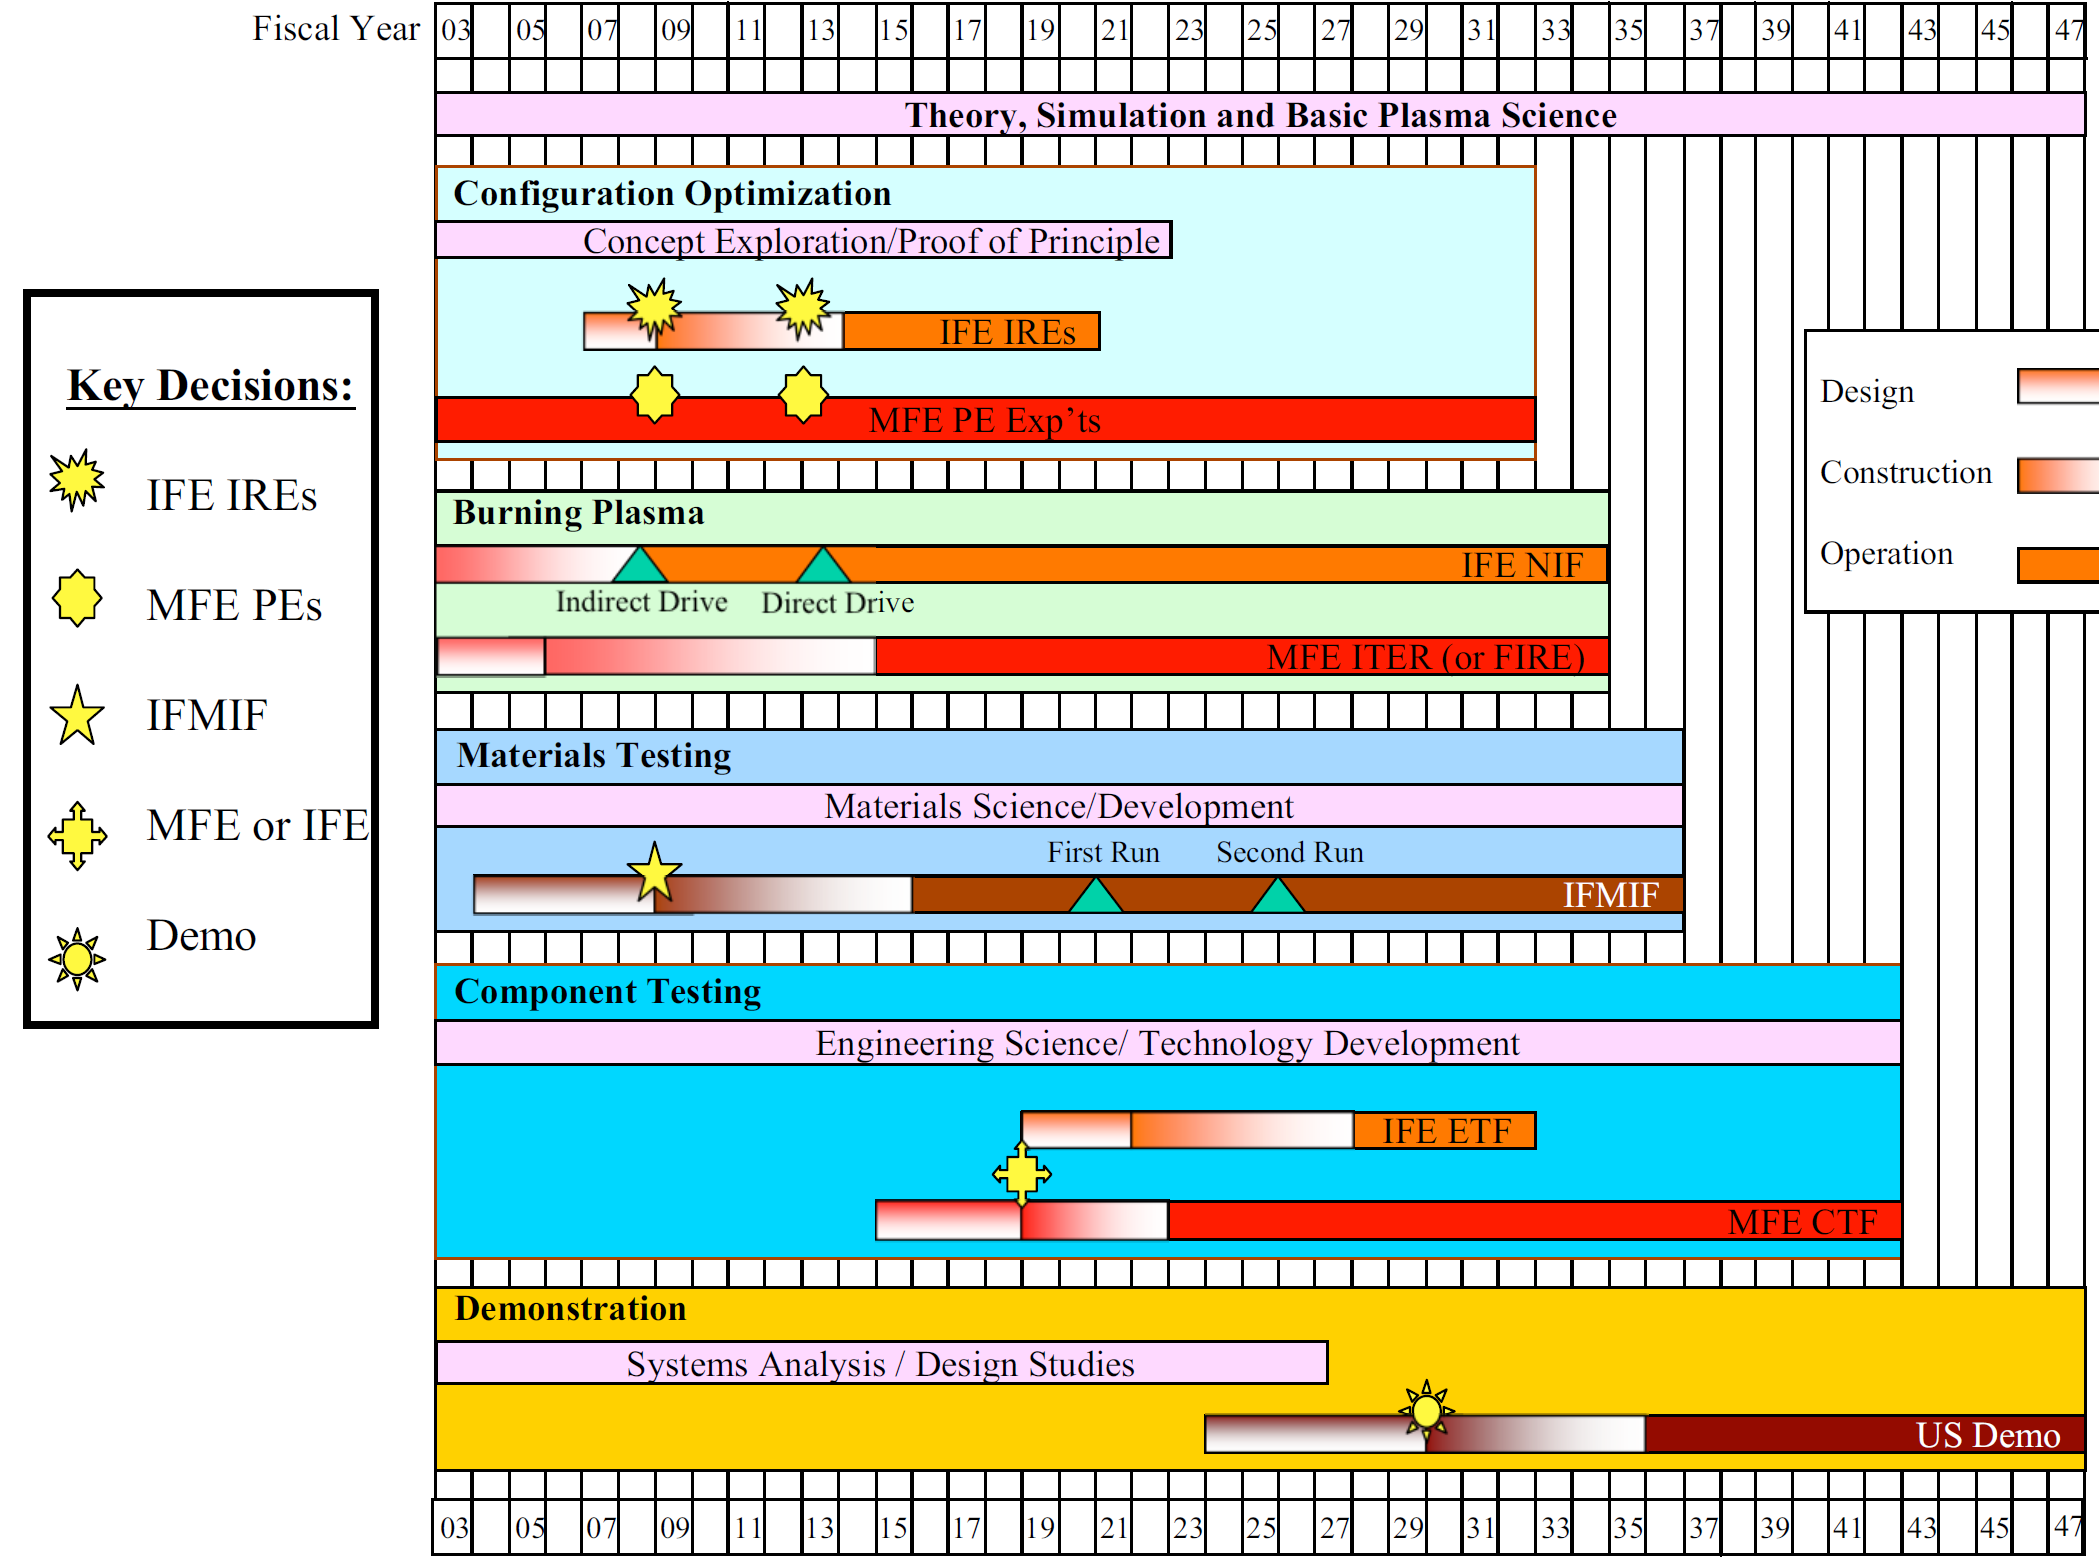 Fiscal Year 03 05 07 09 11 13 15 17 19 21 23 25 27 29 31 33 35 37 39 41 43 45 47
Theory, Simulation and Basic Plasma Science
Configuration Optimization
Concept Exploration/Proof of Principle
IFE IREs
MFE PE Exp’ts
Key Decisions:
IFE IREs
MFE PEs
IFMIF
MFE or IFE
Demo
Design
Construction
Operation
Burning Plasma
IFE NIF
Indirect Drive Direct Drive
MFE ITER (or FIRE)
Materials Testing
Materials Science/Development
First Run Second Run
IFMIF
Component Testing
Engineering Science/ Technology Development
IFE ETF
MFE CTF
Demonstration
Systems Analysis / Design Studies
US Demo
03 05 07 09 11 13 15 17 19 21 23 25 27 29 31 33 35 37 39 41 43 45 47